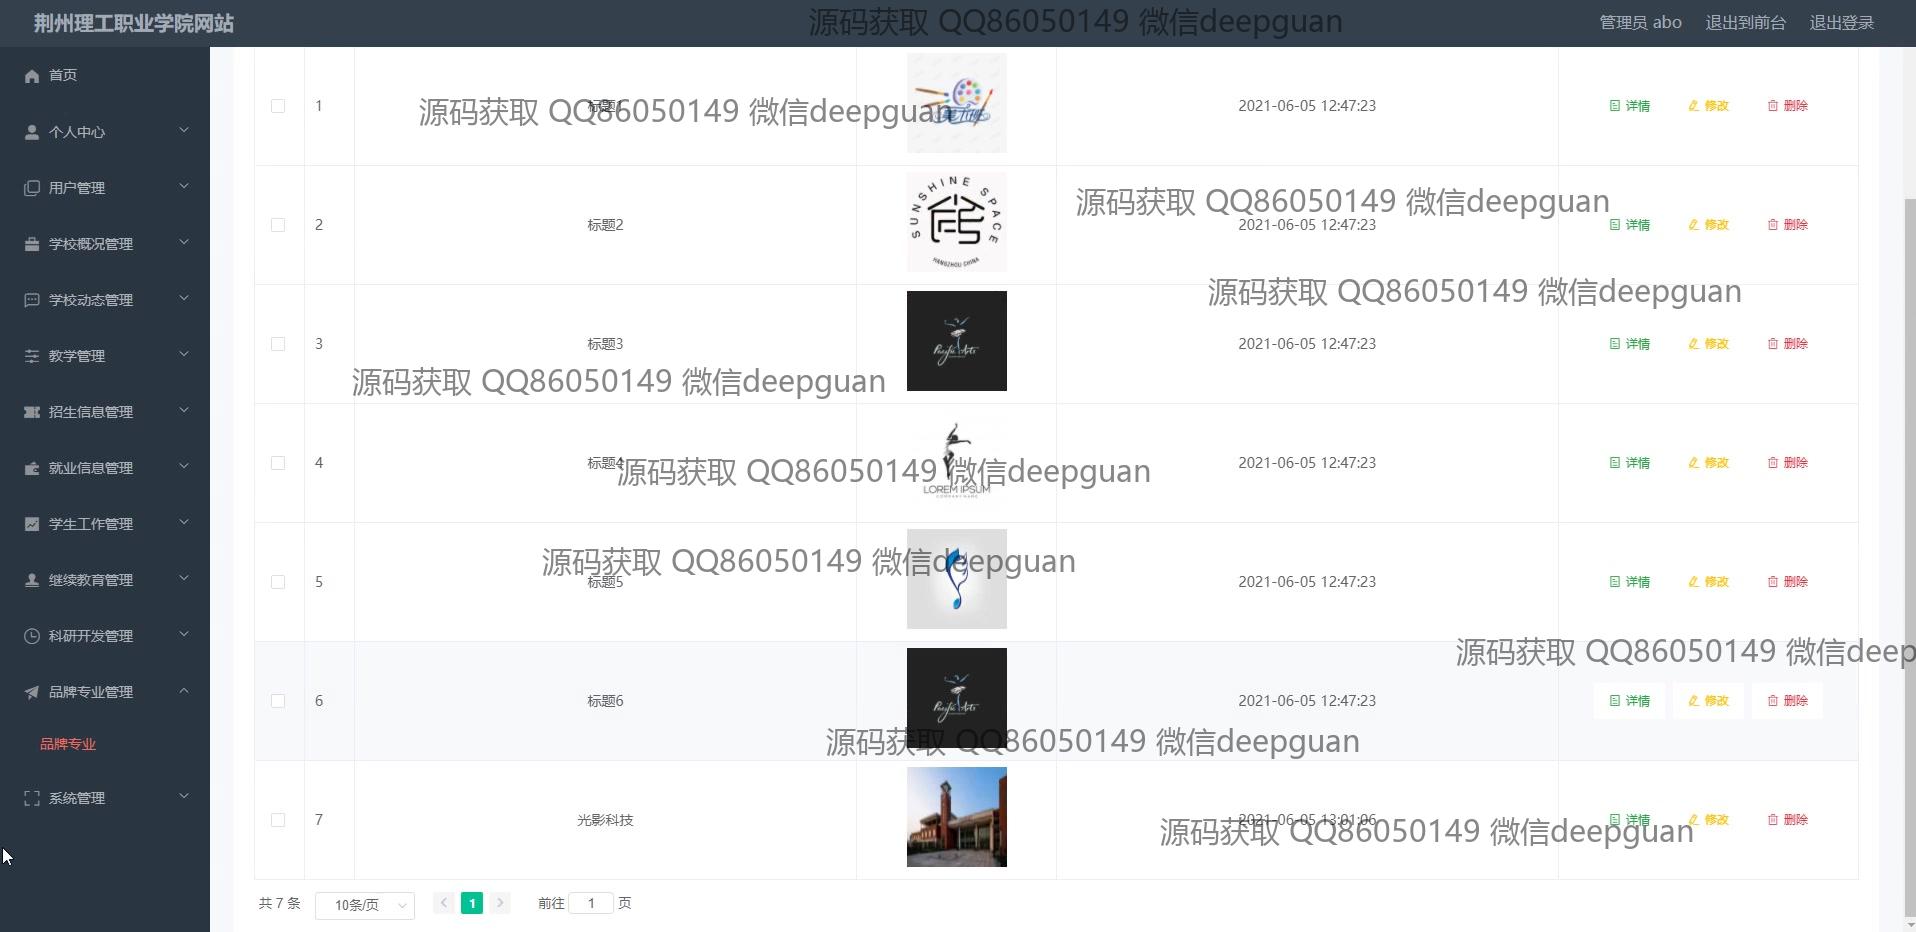 荆州理工职业学院网站
源码获取 QQ86050149 微信deepguan
管理员 abo 退出到前台 退出登录
首页
个人中心
用户管理
学校概况管理
学校动态管理
教学管理
招生信息管理
就业信息管理
学生工作管理
继续教育管理
科研开发管理
品牌专业管理
品牌专业
系统管理
1 标题1 2021-06-05 12:47:23 详情 修改 删除
源码获取 QQ86050149 微信deepguan
源码获取 QQ86050149 微信deepguan
SUNSHINE SPACE
HANGZHOU CHINA
2 标题2 2021-06-05 12:47:23 详情 修改 删除
源码获取 QQ86050149 微信deepguan
3 标题3 Pacific Arts 2021-06-05 12:47:23 详情 修改 删除
源码获取 QQ86050149 微信deepguan
4 标题4 2021-06-05 12:47:23 详情 修改 删除
源码获取 QQ86050149 微信deepguan
LOREM IPSUM
源码获取 QQ86050149 微信deepguan
5 标题5 2021-06-05 12:47:23 详情 修改 删除
源码获取 QQ86050149 微信deep
6 标题6 Pacific Arts 2021-06-05 12:47:23 详情 修改 删除
源码获取 QQ86050149 微信deepguan
7 光影科技 2021-06-05 13:01:06 详情 修改 删除
源码获取 QQ86050149 微信deepguan
共 7 条 10条/页 1 前往 1 页